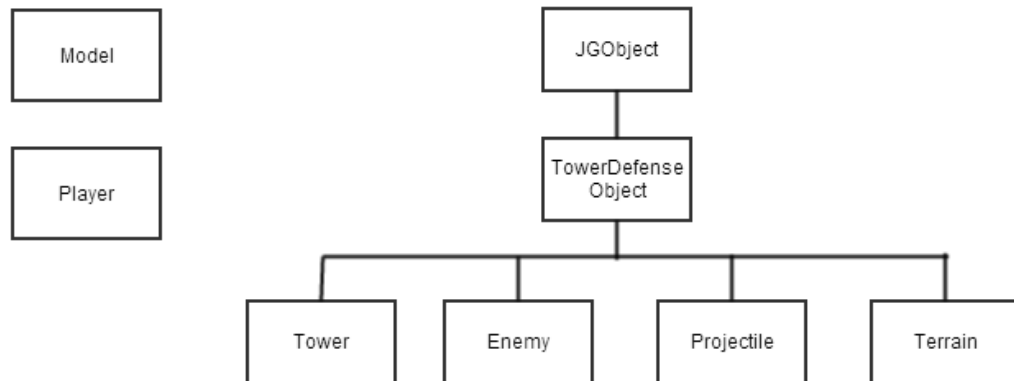 Model
JGObject
Player
TowerDefense
Object
Tower
Enemy
Projectile
Terrain